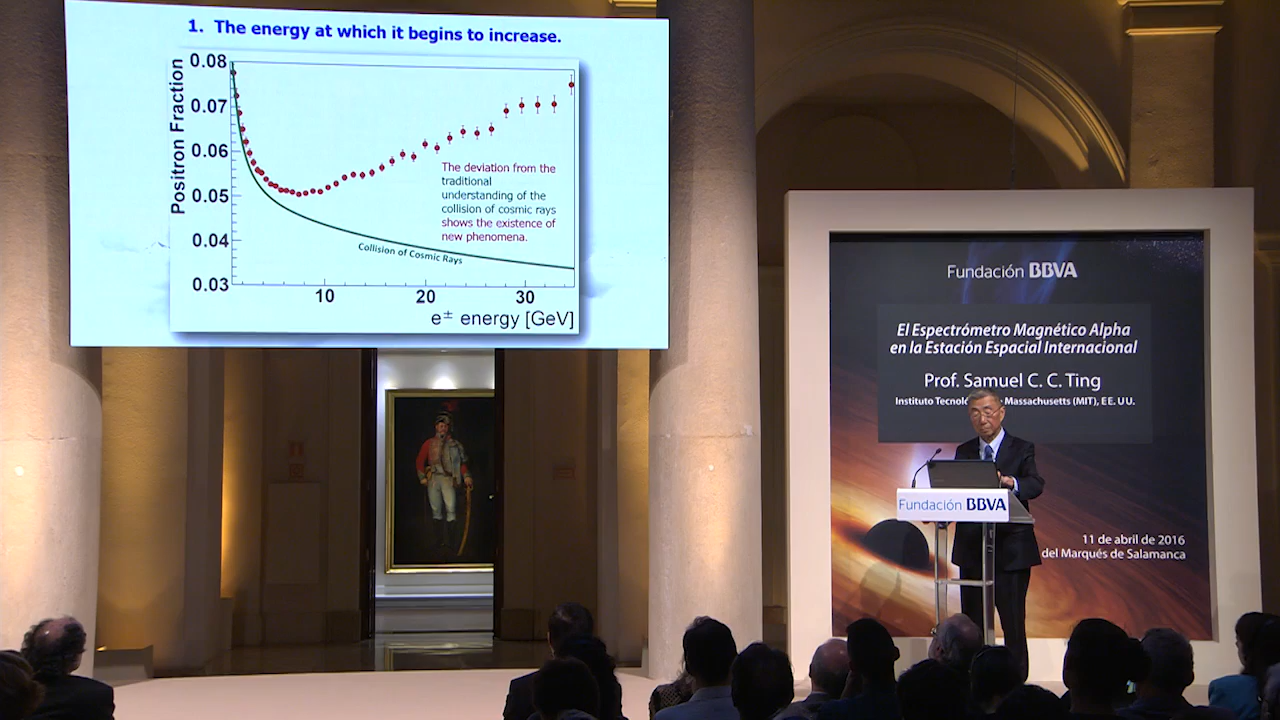 1. The energy at which it begins to increase.
Positron Fraction
0.08
0.07
0.06
0.05
0.04
0.03
The deviation from the
traditional
understanding of the
collision of cosmic rays
shows the existence of
new phenomena.
Collision of Cosmic Rays
10
20
30
e± energy [GeV]
Fundación BBVA
El Espectrómetro Magnético Alpha
en la Estación Espacial Internacional
Prof. Samuel C. C. Ting
Instituto Massachusetts (MIT), EE. UU.
Fundación BBVA
11 de abril de 2016
del Marqués de Salamanca